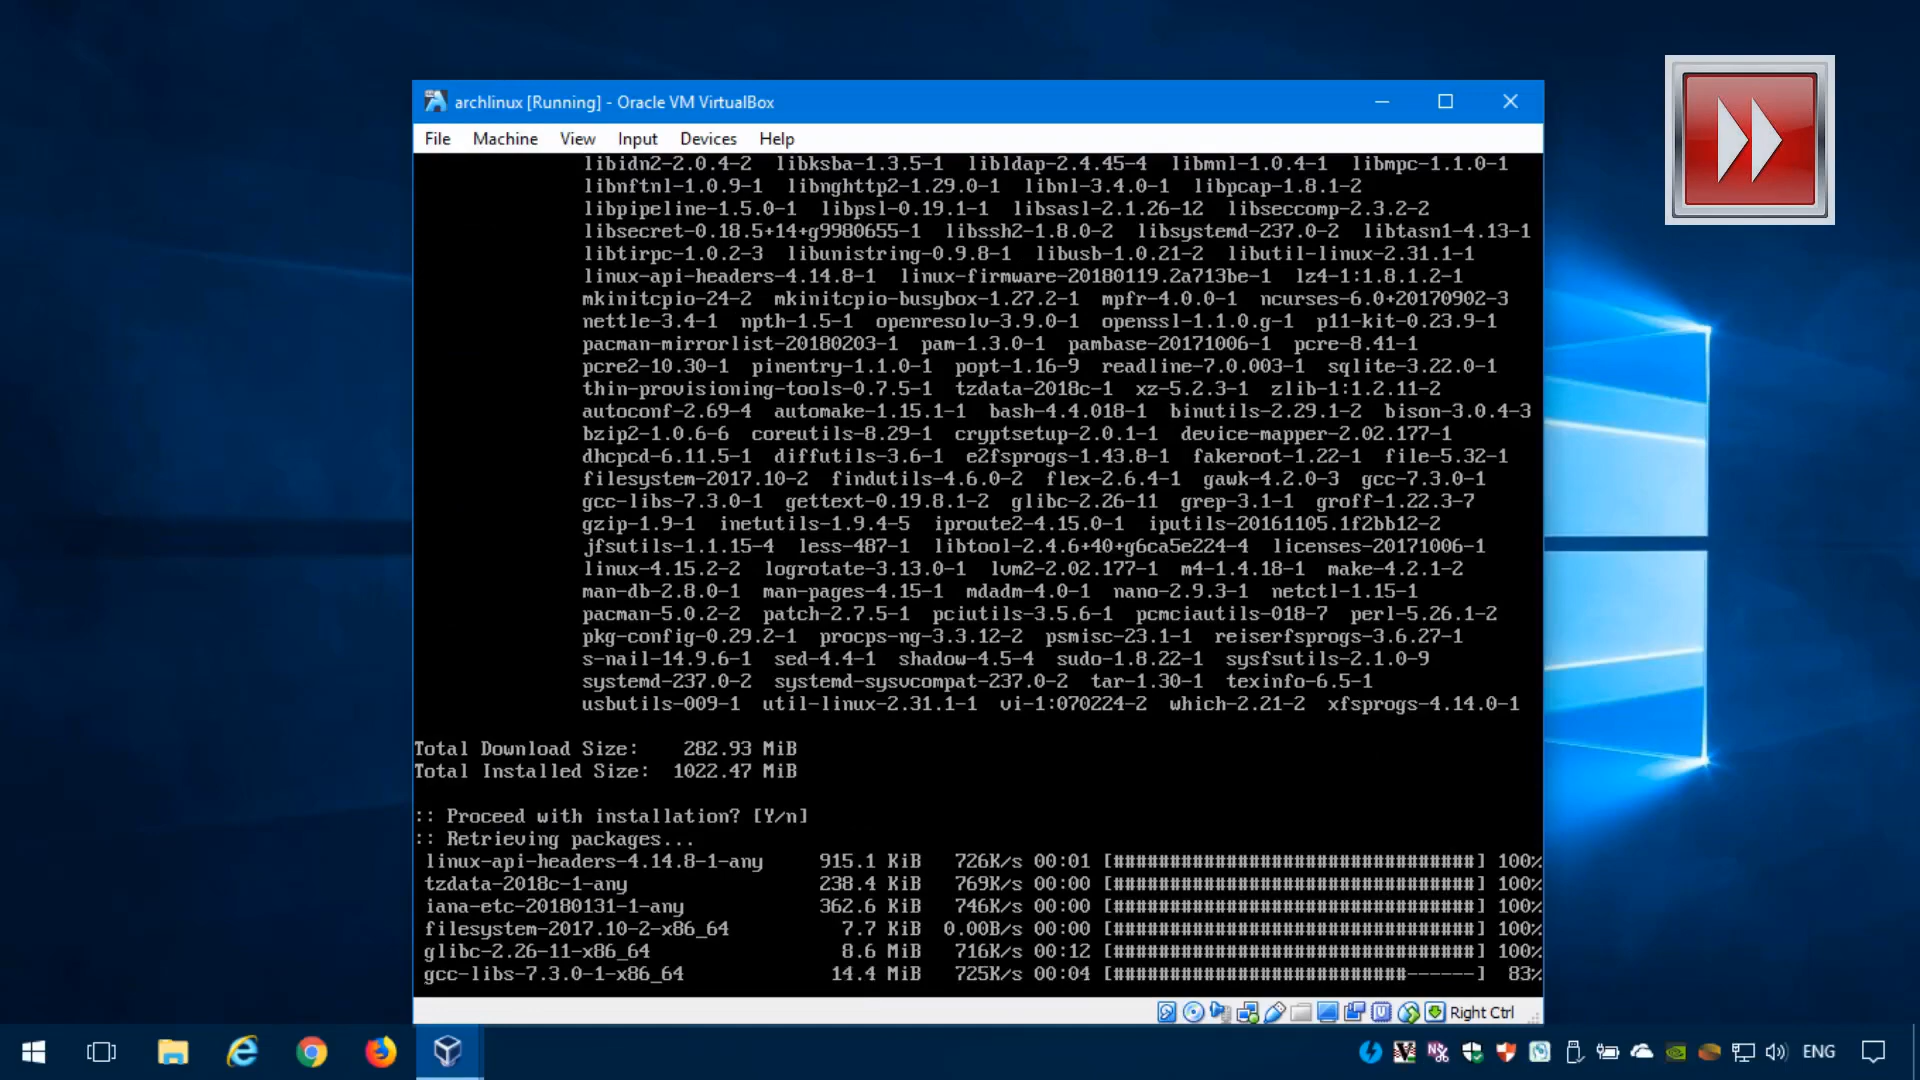 archlinux [Running] - Oracle VM VirtualBox
File Machine View Input Devices Help
libidn2-2.0.4-2 libksba-1.3.5-1 libldap-2.4.45-4 libmnl-1.0.4-1 libmpc-1.1.0-1
libnftnl-1.0.9-1 libnghttp2-1.29.0-1 libnl-3.4.0-1 libpcap-1.8.1-2
libpipeline-1.5.0-1 libpsl-0.19.1-1 libsasl-2.1.26-12 libseccomp-2.3.2-2
libsecret-0.18.5+14+g9980655-1 libssh2-1.8.0-2 libsystemd-237.0-2 libtasn1-4.13-1
libtirpc-1.0.2-3 libunistring-0.9.8-1 libusb-1.0.21-2 libutil-linux-2.31.1-1
linux-api-headers-4.14.8-1 linux-firmware-20180119.2a713be-1 lz4-1:1.8.1.2-1
mkinitcpio-24-2 mkinitcpio-busybox-1.27.2-1 mpfr-4.0.0-1 ncurses-6.0+20170902-3
nettle-3.4-1 npth-1.5-1 openresolv-3.9.0-1 openssl-1.1.0.g-1 p11-kit-0.23.9-1
pacman-mirrorlist-20180203-1 pam-1.3.0-1 pambase-20171006-1 pcre-8.41-1
pcre2-10.30-1 pinentry-1.1.0-1 popt-1.16-9 readline-7.0.003-1 sqlite-3.22.0-1
thin-provisioning-tools-0.7.5-1 tzdata-2018c-1 xz-5.2.3-1 zlib-1:1.2.11-2
autoconf-2.69-4 automake-1.15.1-1 bash-4.4.018-1 binutils-2.29.1-2 bison-3.0.4-3
bzip2-1.0.6-6 coreutils-8.29-1 cryptsetup-2.0.1-1 device-mapper-2.02.177-1
dhcpcd-6.11.5-1 diffutils-3.6-1 e2fsprogs-1.43.8-1 fakeroot-1.22-1 file-5.32-1
filesystem-2017.10-2 findutils-4.6.0-2 flex-2.6.4-1 gawk-4.2.0-3 gcc-7.3.0-1
gcc-libs-7.3.0-1 gettext-0.19.8.1-2 glibc-2.26-11 grep-3.1-1 groff-1.22.3-7
gzip-1.9-1 inetutils-1.9.4-5 iproute2-4.15.0-1 iputils-20161105.1f2bb12-2
jfsutils-1.1.15-4 less-487-1 libtool-2.4.6+40+g6ca5e224-4 licenses-20171006-1
linux-4.15.2-2 logrotate-3.13.0-1 lvm2-2.02.177-1 m4-1.4.18-1 make-4.2.1-2
man-db-2.8.0-1 man-pages-4.15-1 mdadm-4.0-1 nano-2.9.3-1 netctl-1.15-1
pacman-5.0.2-2 patch-2.7.5-1 pciutils-3.5.6-1 pcmciautils-018-7 perl-5.26.1-2
pkg-config-0.29.2-1 procps-ng-3.3.12-2 psmisc-23.1-1 reiserfsprogs-3.6.27-1
s-nail-14.9.6-1 sed-4.4-1 shadow-4.5-4 sudo-1.8.22-1 sysfsutils-2.1.0-9
systemd-237.0-2 systemd-sysvcompat-237.0-2 tar-1.30-1 texinfo-6.5-1
usbutils-009-1 util-linux-2.31.1-1 vi-1:070224-2 which-2.21-2 xfsprogs-4.14.0-1
Total Download Size: 282.93 MiB
Total Installed Size: 1022.47 MiB
:: Proceed with installation? [Y/n]
:: Retrieving packages...
linux-api-headers-4.14.8-1-any 915.1 KiB 726K/s 00:01 [################################] 100%
tzdata-2018c-1-any 238.4 KiB 769K/s 00:00 [################################] 100%
iana-etc-20180131-1-any 362.6 KiB 746K/s 00:00 [################################] 100%
filesystem-2017.10-2-x86_64 7.7 KiB 0.00B/s 00:00 [################################] 100%
glibc-2.26-11-x86_64 8.6 MiB 716K/s 00:12 [################################] 100%
gcc-libs-7.3.0-1-x86_64 14.4 MiB 725K/s 00:04 [##########################------] 83%
Right Ctrl
ENG